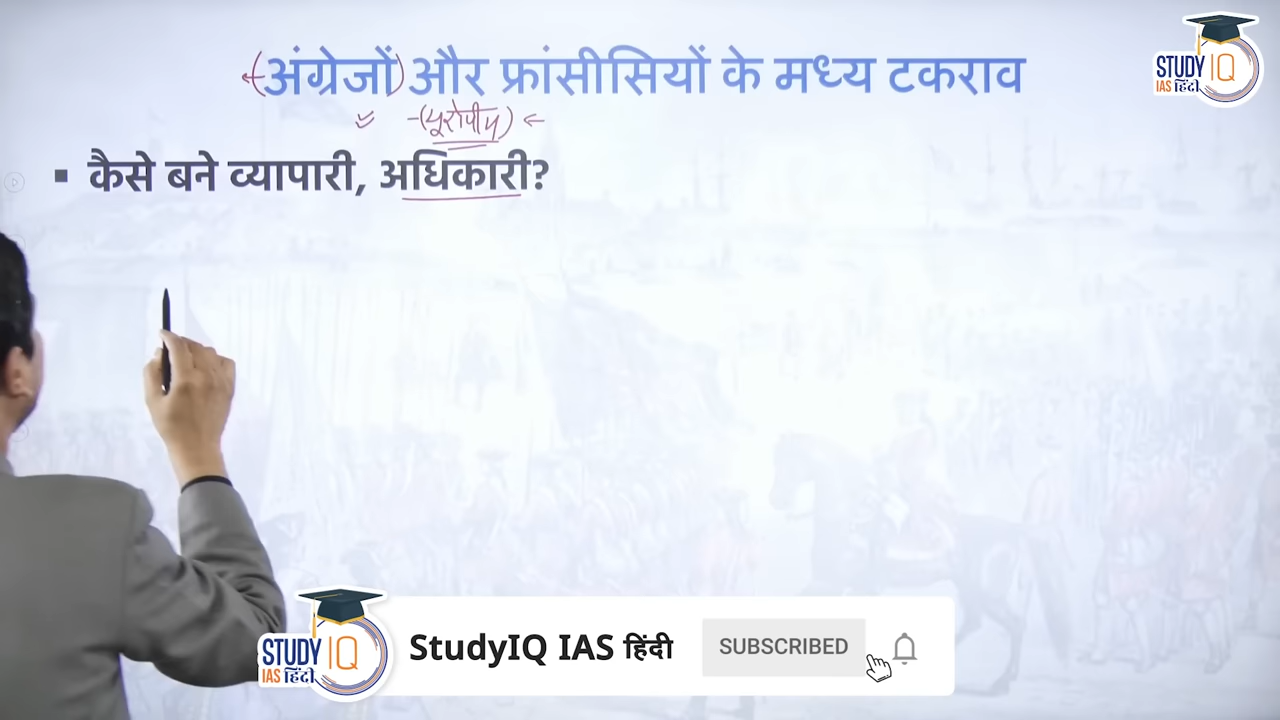 अंग्रेजों और फ्रांसीसियों के मध्य टकराव
(यूरोपीय)
▪ कैसे बने व्यापारी, अधिकारी?
STUDY IQ
IAS हिंदी
STUDY IQ
IAS हिंदी
StudyIQ IAS हिंदी
SUBSCRIBED